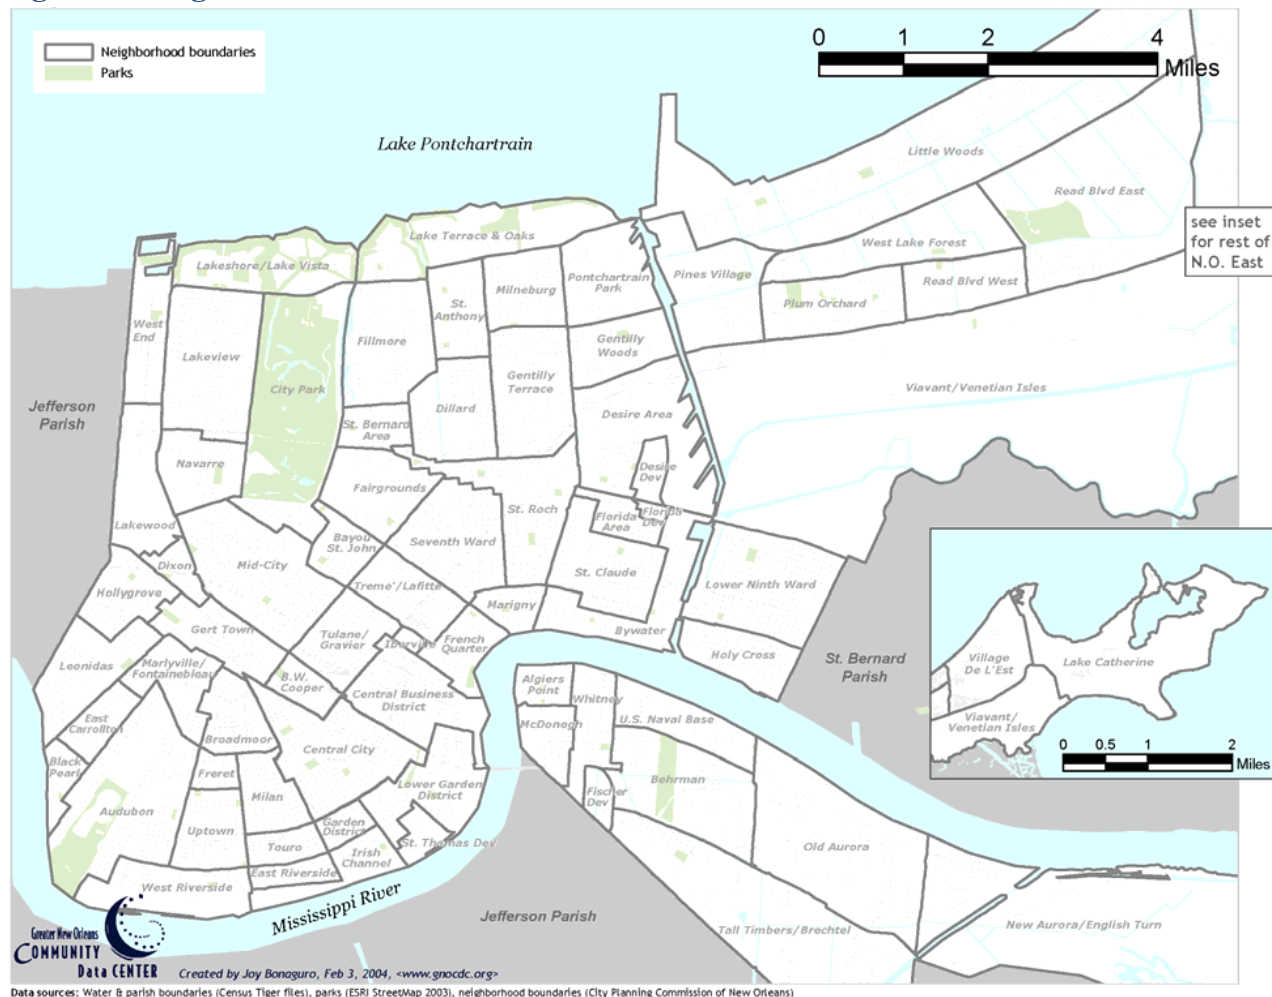 Neighborhood boundaries
Parks
0 1 2 4
Miles
Lake Pontchartrain
Little Woods
Read Blvd East
see inset
for rest of
N.O. East
Lake Terrace & Oaks
West Lake Forest
Lakeshore/Lake Vista
Pontchartrain
Park
Pines Village
Read Blvd West
Milneburg
Plum Orchard
St.
Anthony
West
End
Lakeview
Fillmore
Gentilly
Woods
City Park
Gentilly
Terrace
Viavant/Venetian Isles
Jefferson
Parish
Dillard
Desire Area
St. Bernard
Area
Navarre
Desire
Dev
Fairgrounds
St. Roch
Florida
Area
Florida
Dev
Lakewood
Bayou
St. John
Seventh Ward
Dixon
Mid-City
St. Claude
Lower Ninth Ward
Hollygrove
Treme'/Lafitte
Marigny
Gert Town
Tulane/
Gravier
Iberville
French
Quarter
Bywater
Holy Cross
St. Bernard
Parish
Village
De L'Est
Lake Catherine
Leonidas
Marlyville/
Fontainebleau
B.W.
Cooper
Central Business
District
Algiers
Point
Whitney
McDonogh
U.S. Naval Base
Viavant/
Venetian Isles
East
Carrollton
Broadmoor
Central City
0 0.5 1 2
Miles
Black
Pearl
Freret
Milan
Lower Garden
District
Fischer
Dev
Behrman
Audubon
Uptown
Garden
District
St. Thomas Dev
Touro
Irish
Channel
Old Aurora
East Riverside
West Riverside
Mississippi River
Jefferson Parish
Tall Timbers/Brechtel
New Aurora/English Turn
Greater New Orleans
COMMUNITY
Data CENTER
Created by Joy Bonaguro, Feb 3, 2004, <www.gnocdc.org>
Data sources: Water & parish boundaries (Census Tiger files), parks (ESRI StreetMap 2003), neighborhood boundaries (City Planning Commission of New Orleans)